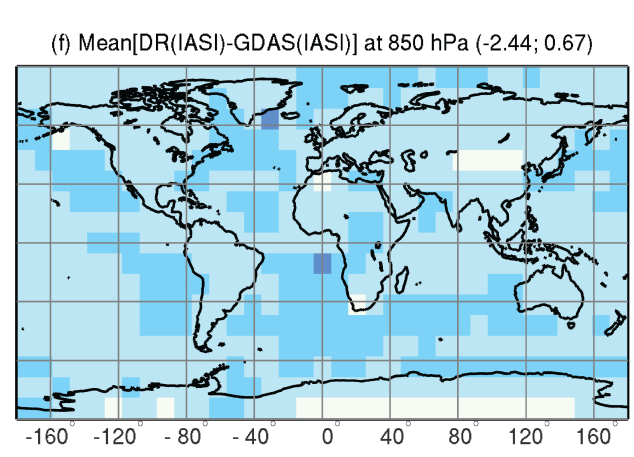 (f) Mean[DR(IASI)-GDAS(IASI)] at 850 hPa (-2.44; 0.67)
-160° -120° - 80° - 40° 0° 40° 80° 120° 160°